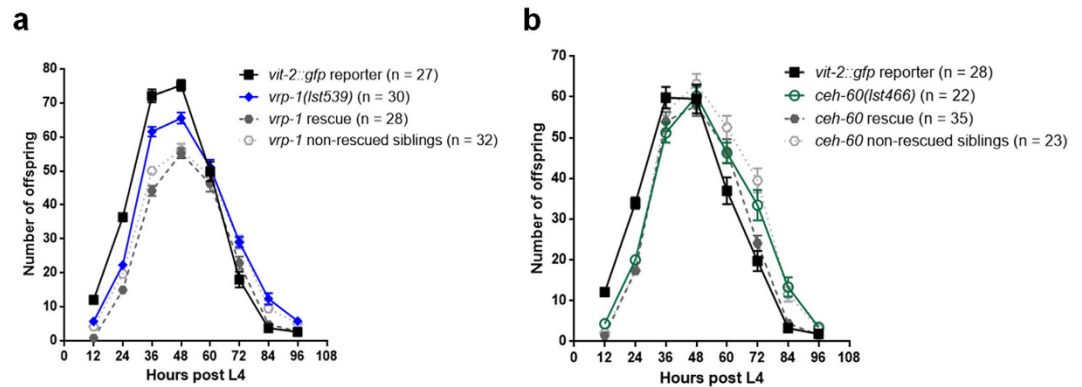 a
80
70
60
50
40
30
20
10
0
Number of offspring
0 12 24 36 48 60 72 84 96 108
Hours post L4
vit-2::gfp reporter (n = 27)
vrp-1(lst539) (n = 30)
vrp-1 rescue (n = 28)
vrp-1 non-rescued siblings (n = 32)
b
70
60
50
40
30
20
10
0
Number of offspring
0 12 24 36 48 60 72 84 96 108
Hours post L4
vit-2::gfp reporter (n = 28)
ceh-60(lst466) (n = 22)
ceh-60 rescue (n = 35)
ceh-60 non-rescued siblings (n = 23)